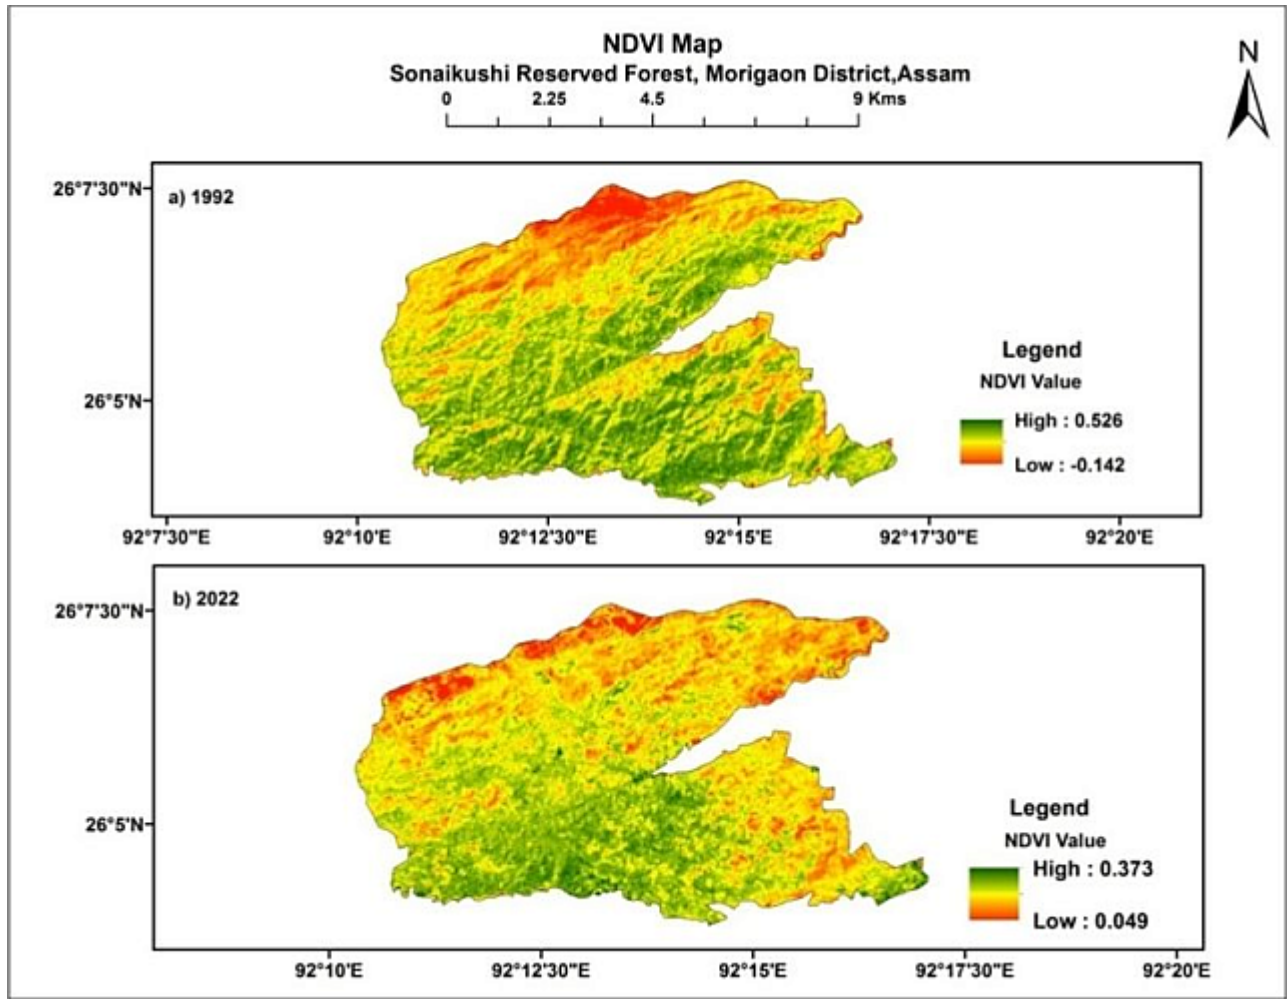 NDVI Map
Sonaikushi Reserved Forest, Morigaon District,Assam
0 2.25 4.5 9 Kms
N
26°7'30"N
a) 1992
26°5'N
Legend
NDVI Value
High : 0.526
Low : -0.142
92°7'30"E 92°10'E 92°12'30"E 92°15'E 92°17'30"E 92°20'E
b) 2022
26°7'30"N
26°5'N
Legend
NDVI Value
High : 0.373
Low : 0.049
92°10'E 92°12'30"E 92°15'E 92°17'30"E 92°20'E